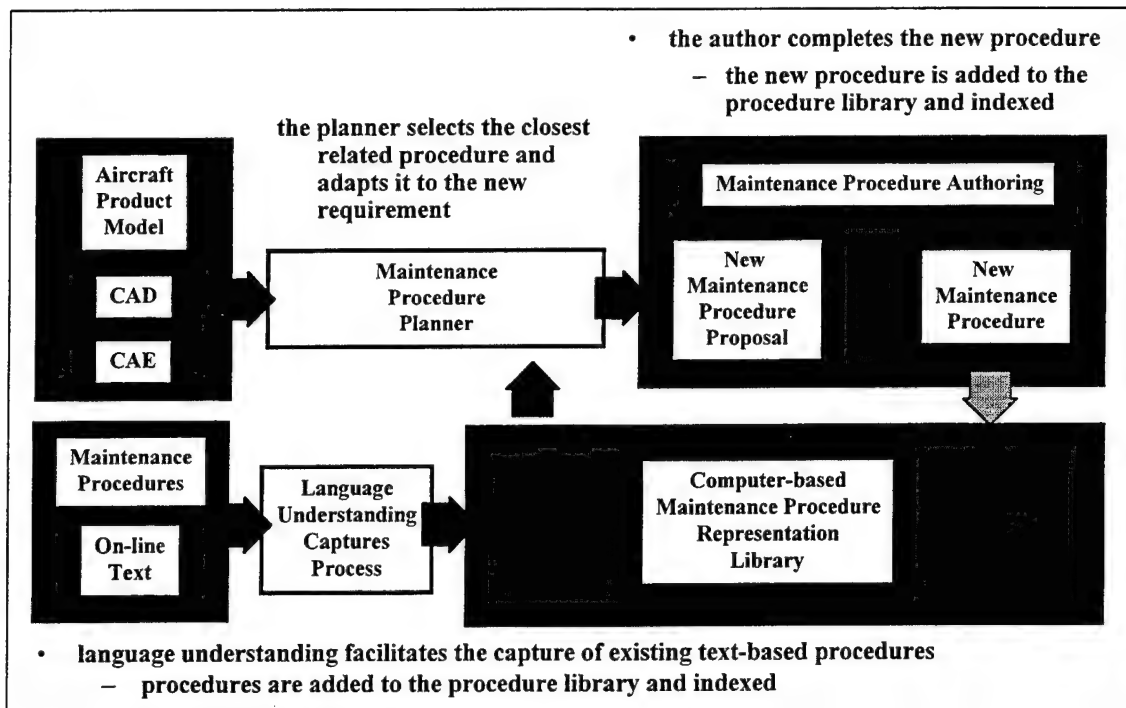 • the author completes the new procedure
– the new procedure is added to the
procedure library and indexed
the planner selects the closest
related procedure and
adapts it to the new
requirement
Aircraft
Product
Model
CAD
CAE
Maintenance
Procedure
Planner
Maintenance Procedure Authoring
New
Maintenance
Procedure
Proposal
New
Maintenance
Procedure
Maintenance
Procedures
On-line
Text
Language
Understanding
Captures
Process
Computer-based
Maintenance Procedure
Representation
Library
• language understanding facilitates the capture of existing text-based procedures
– procedures are added to the procedure library and indexed